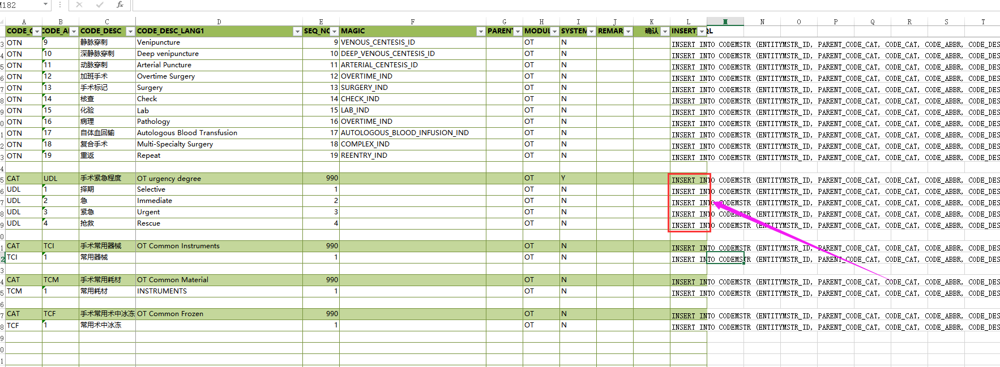 M182 fx
A B C D E F G H I J K L M N O P Q R S T
CODE_C CODE_AI CODE_DESC CODE_DESC_LANG1 SEQ_NC MAGIC PARENT MODUL SYSTEM REMAR 确认 INSERT_QL
3 OTN 9 静脉穿刺 Venipuncture 9 VENOUS_CENTESIS_ID OT N INSERT INTO CODEMSTR (ENTITYMSTR_ID, PARENT_CODE_CAT, CODE_CAT, CODE_ABBR, CODE_DES
4 OTN 10 深静脉穿刺 Deep venipuncture 10 DEEP_VENOUS_CENTESIS_ID OT N INSERT INTO CODEMSTR (ENTITYMSTR_ID, PARENT_CODE_CAT, CODE_CAT, CODE_ABBR, CODE_DES
5 OTN 11 动脉穿刺 Arterial Puncture 11 ARTERIAL_CENTESIS_ID OT N INSERT INTO CODEMSTR (ENTITYMSTR_ID, PARENT_CODE_CAT, CODE_CAT, CODE_ABBR, CODE_DES
6 OTN 12 加班手术 Overtime Surgery 12 OVERTIME_IND OT N INSERT INTO CODEMSTR (ENTITYMSTR_ID, PARENT_CODE_CAT, CODE_CAT, CODE_ABBR, CODE_DES
7 OTN 13 手术标记 Surgery 13 SURGERY_IND OT N INSERT INTO CODEMSTR (ENTITYMSTR_ID, PARENT_CODE_CAT, CODE_CAT, CODE_ABBR, CODE_DES
8 OTN 14 核查 Check 14 CHECK_IND OT N INSERT INTO CODEMSTR (ENTITYMSTR_ID, PARENT_CODE_CAT, CODE_CAT, CODE_ABBR, CODE_DES
9 OTN 15 化验 Lab 15 LAB_IND OT N INSERT INTO CODEMSTR (ENTITYMSTR_ID, PARENT_CODE_CAT, CODE_CAT, CODE_ABBR, CODE_DES
0 OTN 16 病理 Pathology 16 OVERTIME_IND OT N INSERT INTO CODEMSTR (ENTITYMSTR_ID, PARENT_CODE_CAT, CODE_CAT, CODE_ABBR, CODE_DES
1 OTN 17 自体血回输 Autologous Blood Transfusion 17 AUTOLOGOUS_BLOOD_INFUSION_IND OT N INSERT INTO CODEMSTR (ENTITYMSTR_ID, PARENT_CODE_CAT, CODE_CAT, CODE_ABBR, CODE_DES
2 OTN 18 复合手术 Multi-Specialty Surgery 18 COMPLEX_IND OT N INSERT INTO CODEMSTR (ENTITYMSTR_ID, PARENT_CODE_CAT, CODE_CAT, CODE_ABBR, CODE_DES
3 OTN 19 重返 Repeat 19 REENTRY_IND OT N INSERT INTO CODEMSTR (ENTITYMSTR_ID, PARENT_CODE_CAT, CODE_CAT, CODE_ABBR, CODE_DES
4
5 CAT UDL 手术紧急程度 OT urgency degree 990 OT Y INSERT INTO CODEMSTR (ENTITYMSTR_ID, PARENT_CODE_CAT, CODE_CAT, CODE_ABBR, CODE_DES
6 UDL 1 择期 Selective 1 OT N INSERT INTO CODEMSTR (ENTITYMSTR_ID, PARENT_CODE_CAT, CODE_CAT, CODE_ABBR, CODE_DES
7 UDL 2 急 Immediate 2 OT N INSERT INTO CODEMSTR (ENTITYMSTR_ID, PARENT_CODE_CAT, CODE_CAT, CODE_ABBR, CODE_DES
8 UDL 3 紧急 Urgent 3 OT N INSERT INTO CODEMSTR (ENTITYMSTR_ID, PARENT_CODE_CAT, CODE_CAT, CODE_ABBR, CODE_DES
9 UDL 4 抢救 Rescue 4 OT N INSERT INTO CODEMSTR (ENTITYMSTR_ID, PARENT_CODE_CAT, CODE_CAT, CODE_ABBR, CODE_DES
0
1 CAT TCI 手术常用器械 OT Common Instruments 990 OT N INSERT INTO CODEMSTR (ENTITYMSTR_ID, PARENT_CODE_CAT, CODE_CAT, CODE_ABBR, CODE_DES
2 TCI 1 常用器械 1 OT N INSERT INTO CODEMSTR (ENTITYMSTR_ID, PARENT_CODE_CAT, CODE_CAT, CODE_ABBR, CODE_DES
3
4 CAT TCM 手术常用耗材 OT Common Material 990 OT N INSERT INTO CODEMSTR (ENTITYMSTR_ID, PARENT_CODE_CAT, CODE_CAT, CODE_ABBR, CODE_DES
5 TCM 1 常用耗材 INSTRUMENTS 1 OT N INSERT INTO CODEMSTR (ENTITYMSTR_ID, PARENT_CODE_CAT, CODE_CAT, CODE_ABBR, CODE_DES
6
7 CAT TCF 手术常用术中冰冻 OT Common Frozen 990 OT N INSERT INTO CODEMSTR (ENTITYMSTR_ID, PARENT_CODE_CAT, CODE_CAT, CODE_ABBR, CODE_DES
8 TCF 1 常用术中冰冻 1 OT N INSERT INTO CODEMSTR (ENTITYMSTR_ID, PARENT_CODE_CAT, CODE_CAT, CODE_ABBR, CODE_DES
9
0
1